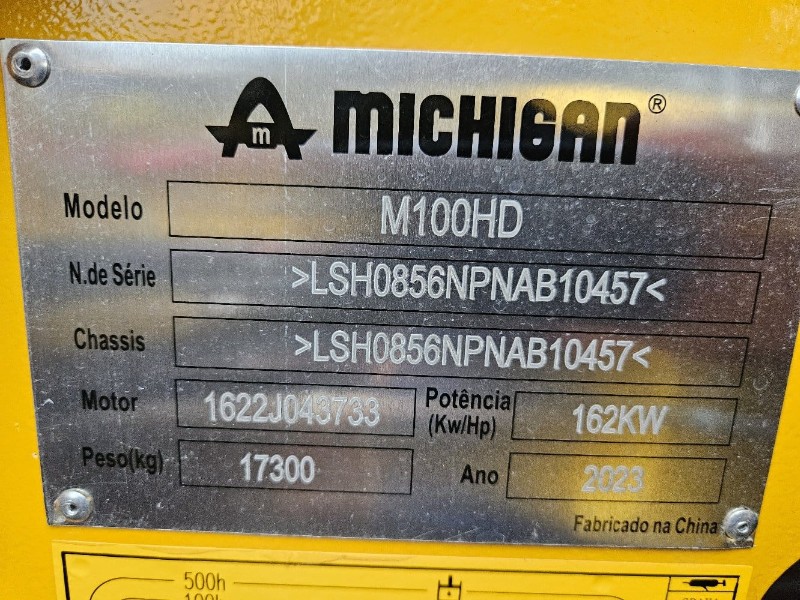 m MICHIGAN ®
Modelo M100HD
N.de Série >LSH0856NPNAB10457<
Chassis >LSH0856NPNAB10457<
Motor 1622J043733 Potência (Kw/Hp) 162KW
Peso(kg) 17300 Ano 2023
Fabricado na China
500h
100h